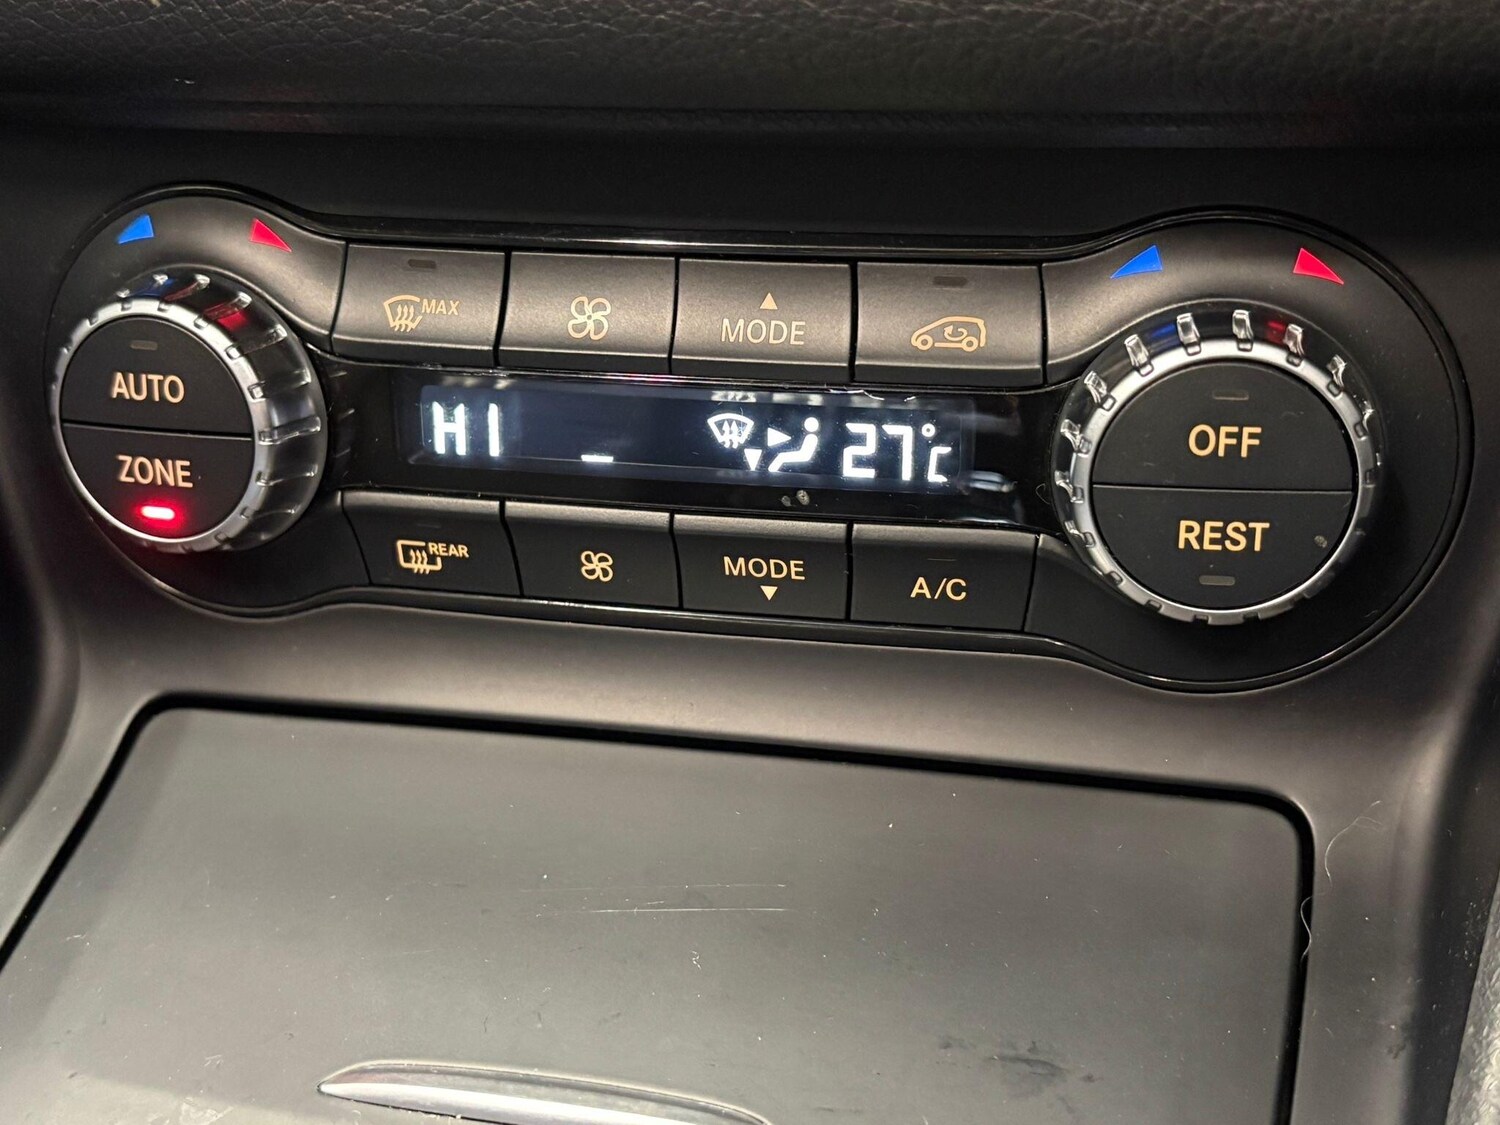 MAX
MODE
AUTO
ZONE
HI
27°C
OFF
REST
REAR
MODE
A/C